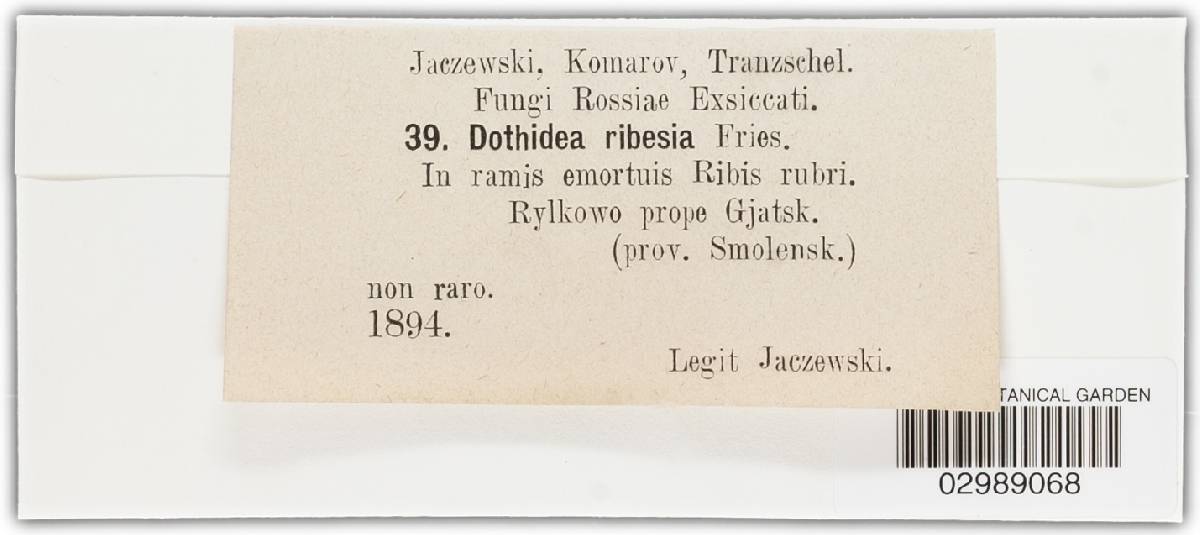 Jaczewski, Komarov, Tranzschel.
Fungi Rossiae Exsiccati.
39. Dothidea ribesia Fries.
In ramis emortuis Ribis rubri.
Rylkowo prope Gjatsk.
(prov. Smolensk.)
non raro.
1894.
Legit Jaczewski.
GARDEN
02989068